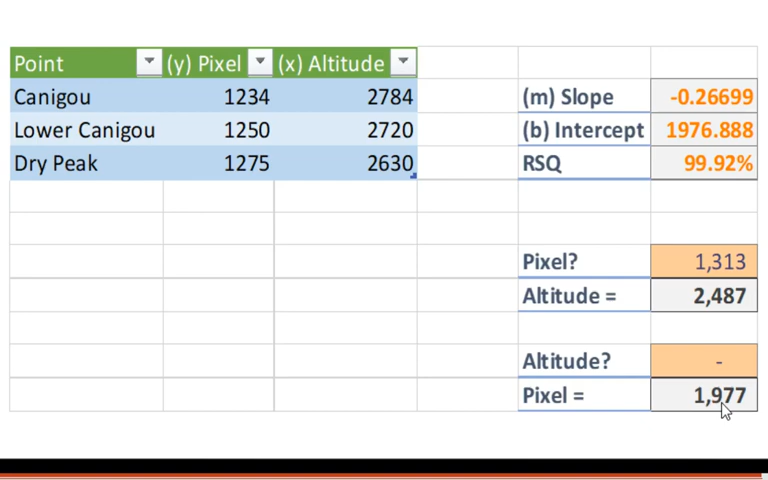 Point (y) Pixel (x) Altitude
Canigou 1234 2784 (m) Slope -0.26699
Lower Canigou 1250 2720 (b) Intercept 1976.888
Dry Peak 1275 2630 RSQ 99.92%
Pixel? 1,313
Altitude = 2,487
Altitude? -
Pixel = 1,977